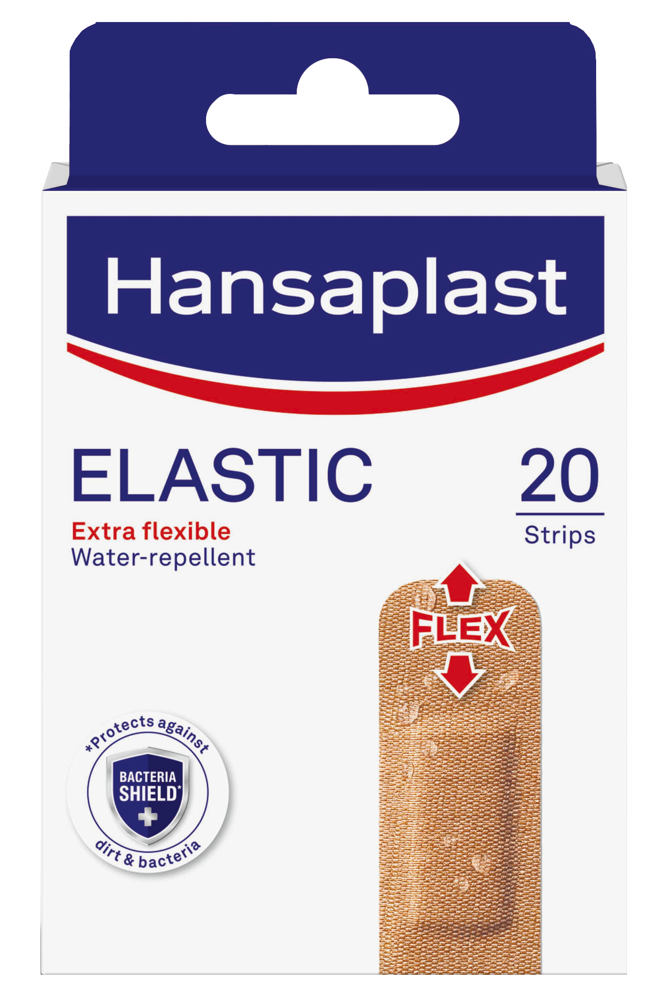 Hansaplast
ELASTIC
20
Strips
Extra flexible
Water-repellent
FLEX
*Protects against
BACTERIA
SHIELD*
dirt & bacteria